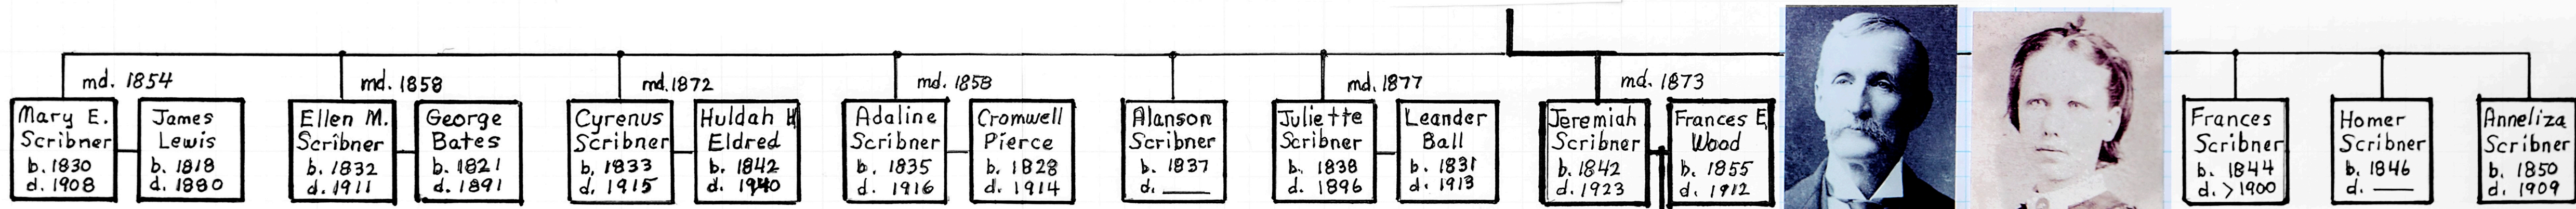 md. 1854
Mary E.
Scribner
b. 1830
d. 1908
James
Lewis
b. 1818
d. 1880
md. 1858
Ellen M.
Scribner
b. 1832
d. 1911
George
Bates
b. 1821
d. 1891
md. 1872
Cyrenus
Scribner
b. 1833
d. 1915
Huldah H
Eldred
b. 1842
d. 1940
md. 1858
Adaline
Scribner
b. 1835
d. 1916
Cromwell
Pierce
b. 1828
d. 1914
Alanson
Scribner
b. 1837
d. ____
md. 1877
Juliette
Scribner
b. 1838
d. 1896
Leander
Ball
b. 1831
d. 1913
md. 1873
Jeremiah
Scribner
b. 1842
d. 1923
Frances E.
Wood
b. 1855
d. 1912
Frances
Scribner
b. 1844
d. >1900
Homer
Scribner
b. 1846
d. ____
Anneliza
Scribner
b. 1850
d. 1909